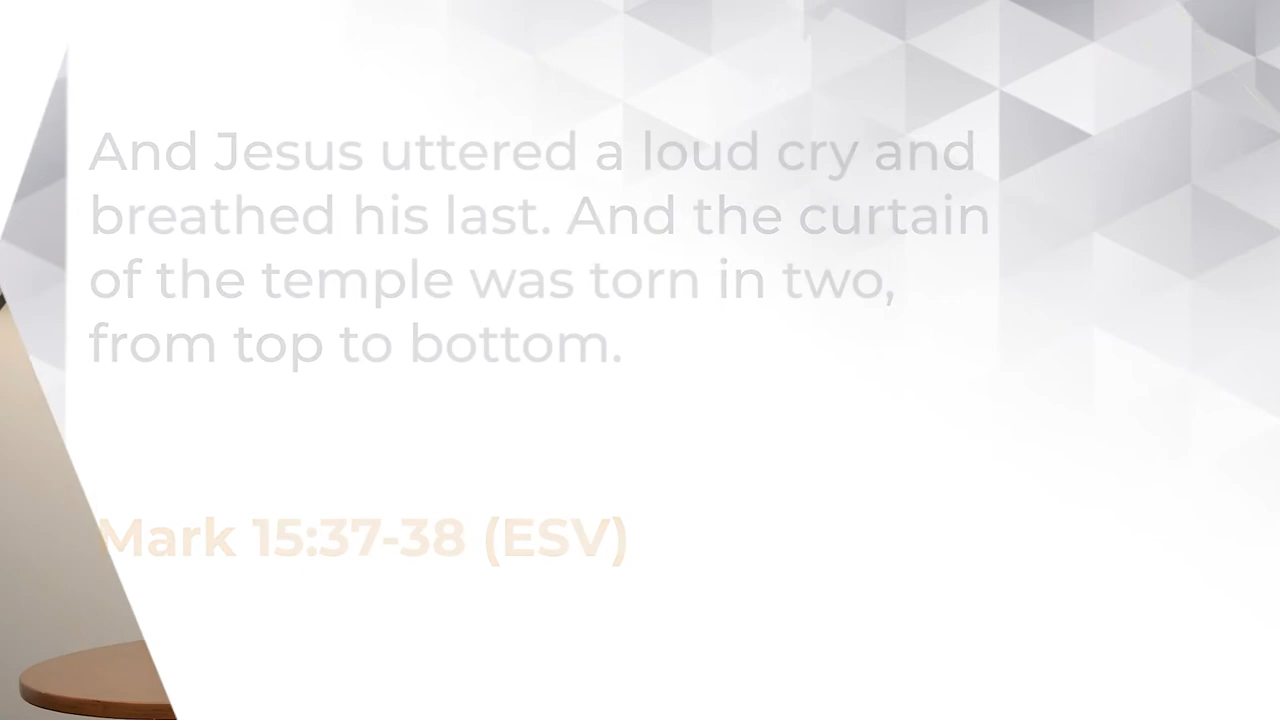 And Jesus uttered a loud cry and
breathed his last. And the curtain
of the temple was torn in two,
from top to bottom.
Mark 15:37-38 (ESV)